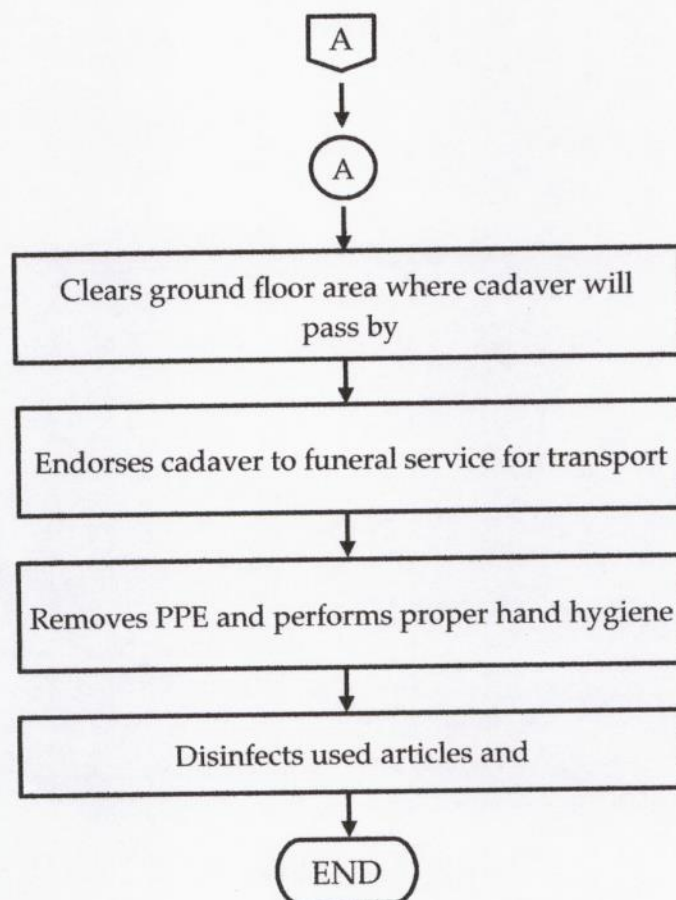 A
A
Clears ground floor area where cadaver will
pass by
Endorses cadaver to funeral service for transport
Removes PPE and performs proper hand hygiene
Disinfects used articles and
END